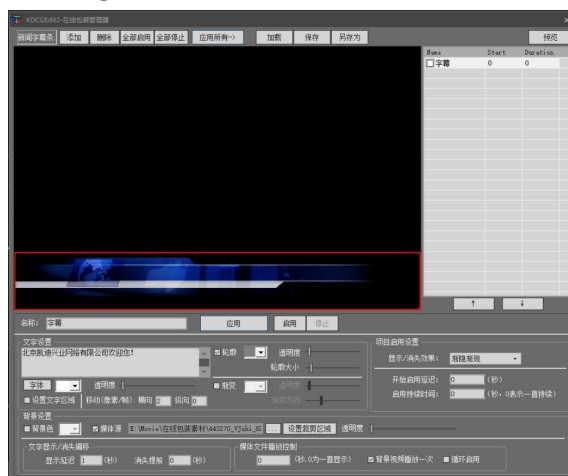 KDCGEdit2-在线包装管理器
新闻字幕条 添加 删除 全部启用 全部停止 应用所有-> 加载 保存 另存为 预览
Name Start Duration
字幕 0 0
↑ ↓
名称: 字幕 应用 启用 停止
文字设置 项目启用设置
北京凯迪兴业网络有限公司欢迎您! 轮廓 透明度 显示/消失效果: 渐隐渐现
轮廓大小
字体 透明度 渐变 透明度 开始启用延迟: 0 (秒)
设置文字区域 移动(像素/帧): 横向 2 纵向 0 渐变方向 启用持续时间: 0 (秒，0表示一直持续)
背景设置
背景色 媒体源 ... 设置裁剪区域 透明度
文字显示/消失偏移 媒体文件播放控制
显示延迟 1 (秒) 消失提前 0 (秒) 0 (秒,0为一直显示) 背景视频播放一次 循环启用